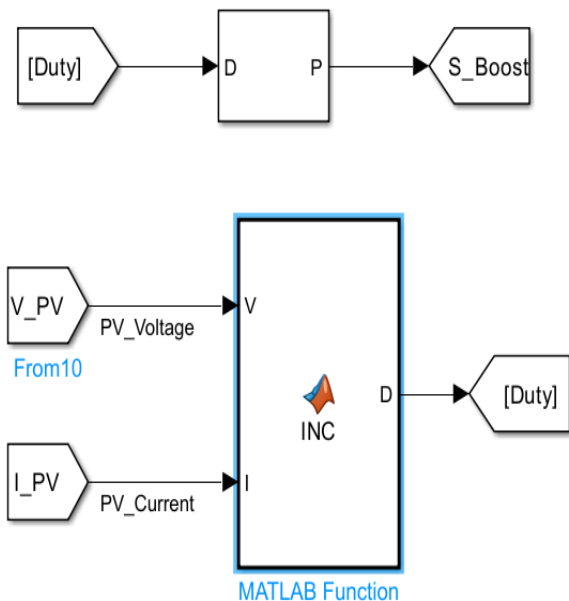 [Duty]
D
P
S_Boost
V_PV
PV_Voltage
V
From10
INC
D
[Duty]
I_PV
PV_Current
I
MATLAB Function